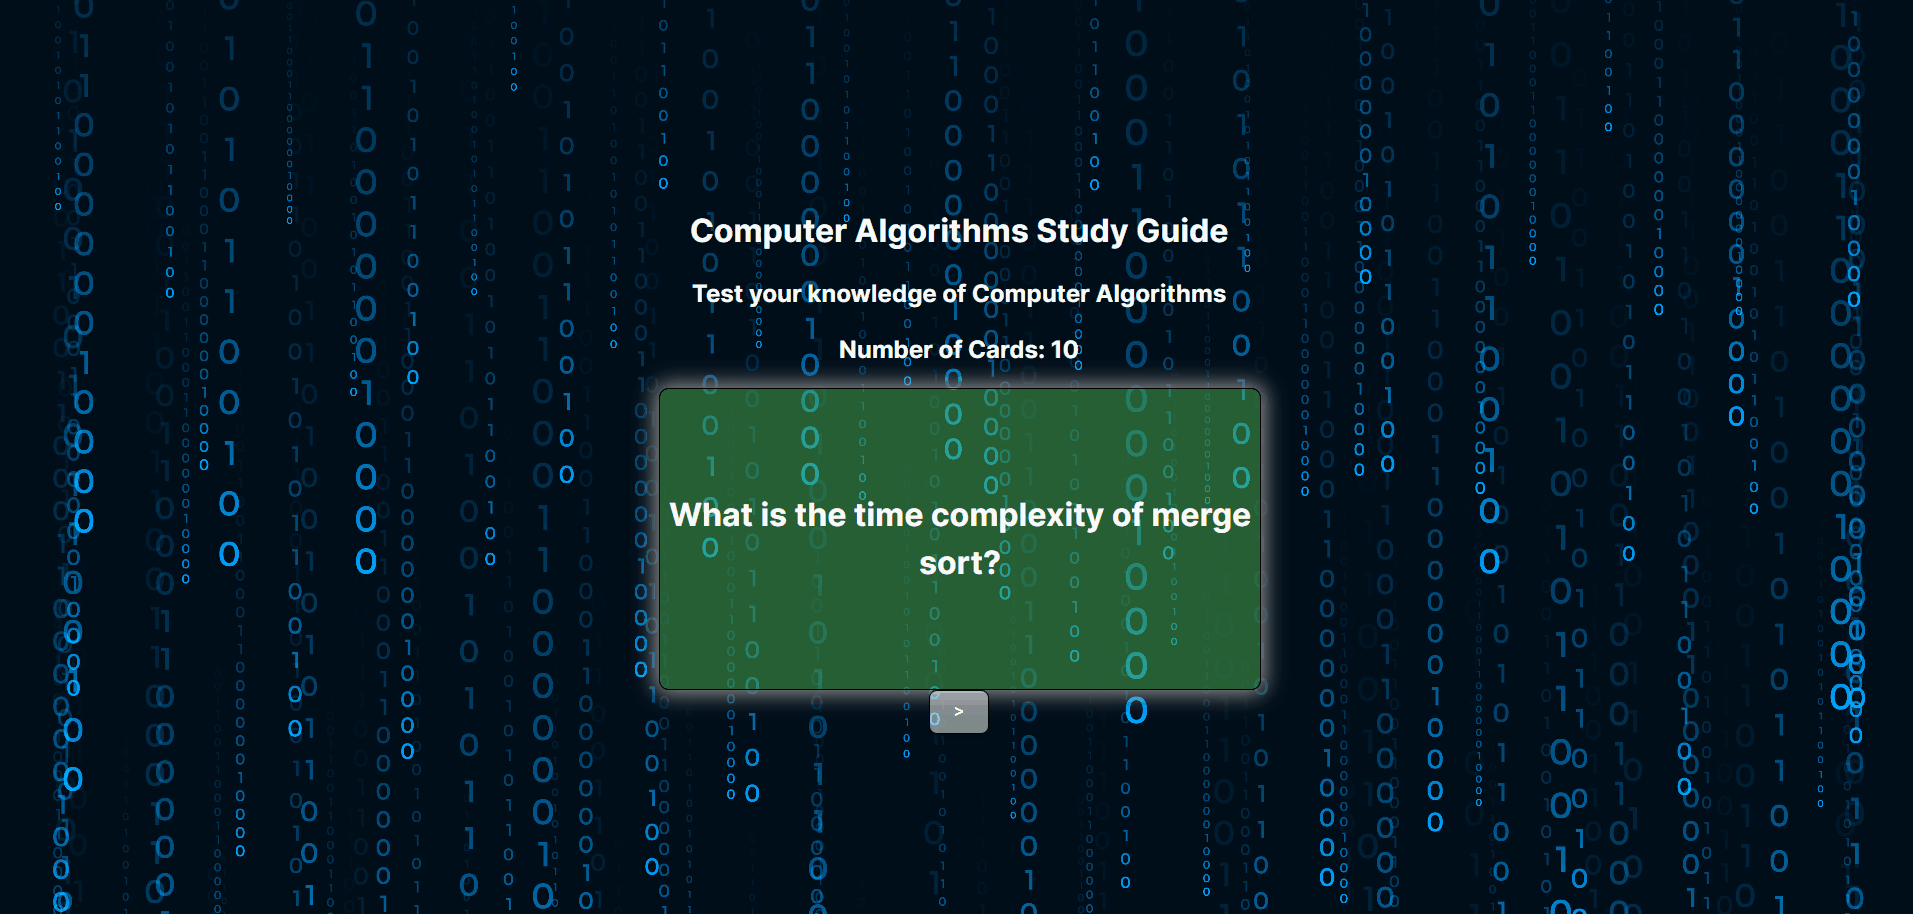 Computer Algorithms Study Guide
Test your knowledge of Computer Algorithms
Number of Cards: 10
What is the time complexity of merge
sort?
>